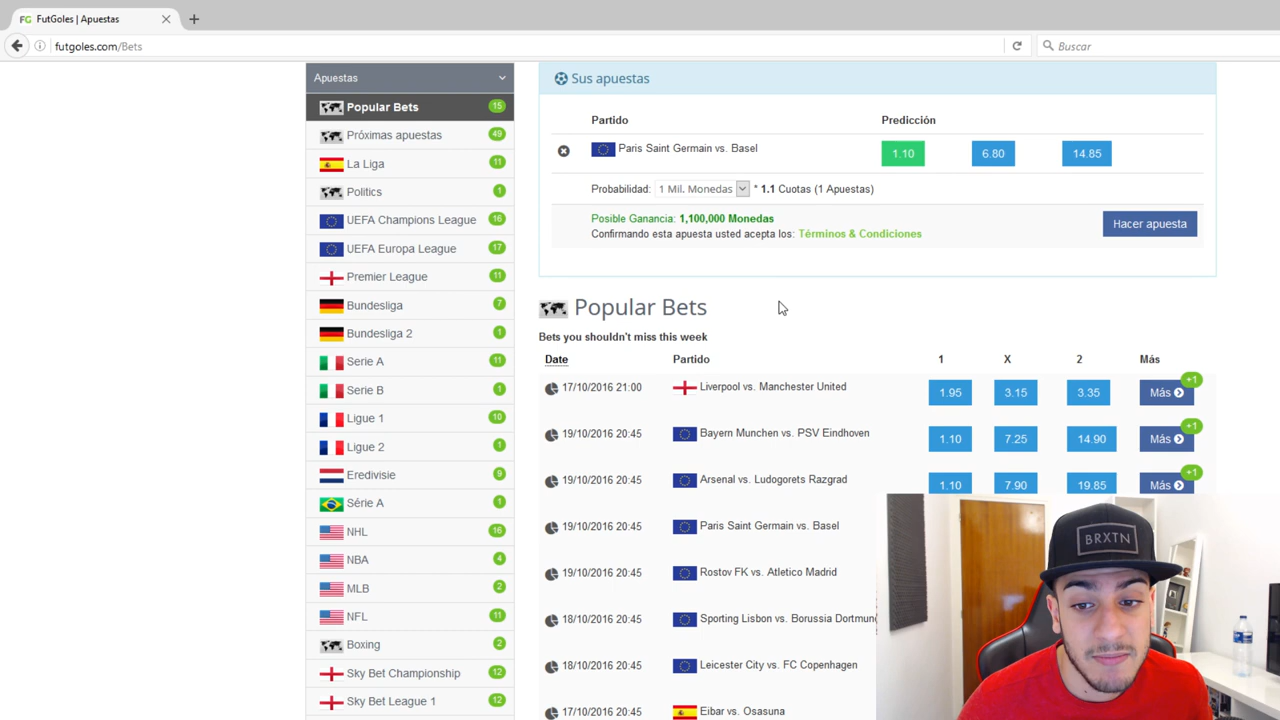 FG FutGoles | Apuestas
futgoles.com/Bets
Buscar
Apuestas
Popular Bets 15
Próximas apuestas 49
La Liga 11
Politics 1
UEFA Champions League 16
UEFA Europa League 17
Premier League 11
Bundesliga 7
Bundesliga 2 1
Serie A 11
Serie B 1
Ligue 1 10
Ligue 2 1
Eredivisie 9
Série A 1
NHL 16
NBA 4
MLB 2
NFL 11
Boxing 2
Sky Bet Championship 12
Sky Bet League 1 12
Sus apuestas
Partido Predicción
Paris Saint Germain vs. Basel 1.10 6.80 14.85
Probabilidad: 1 Mil. Monedas * 1.1 Cuotas (1 Apuestas)
Posible Ganancia: 1,100,000 Monedas
Confirmando esta apuesta usted acepta los: Términos & Condiciones
Hacer apuesta
Popular Bets
Bets you shouldn't miss this week
Date Partido 1 X 2 Más
17/10/2016 21:00 Liverpool vs. Manchester United 1.95 3.15 3.35 Más +1
19/10/2016 20:45 Bayern Munchen vs. PSV Eindhoven 1.10 7.25 14.90 Más +1
19/10/2016 20:45 Arsenal vs. Ludogorets Razgrad 1.10 7.90 19.85 Más +1
19/10/2016 20:45 Paris Saint Germain vs. Basel
19/10/2016 20:45 Rostov FK vs. Atletico Madrid
18/10/2016 20:45 Sporting Lisbon vs. Borussia Dortmun
18/10/2016 20:45 Leicester City vs. FC Copenhagen
17/10/2016 20:45 Eibar vs. Osasuna
BRXTN